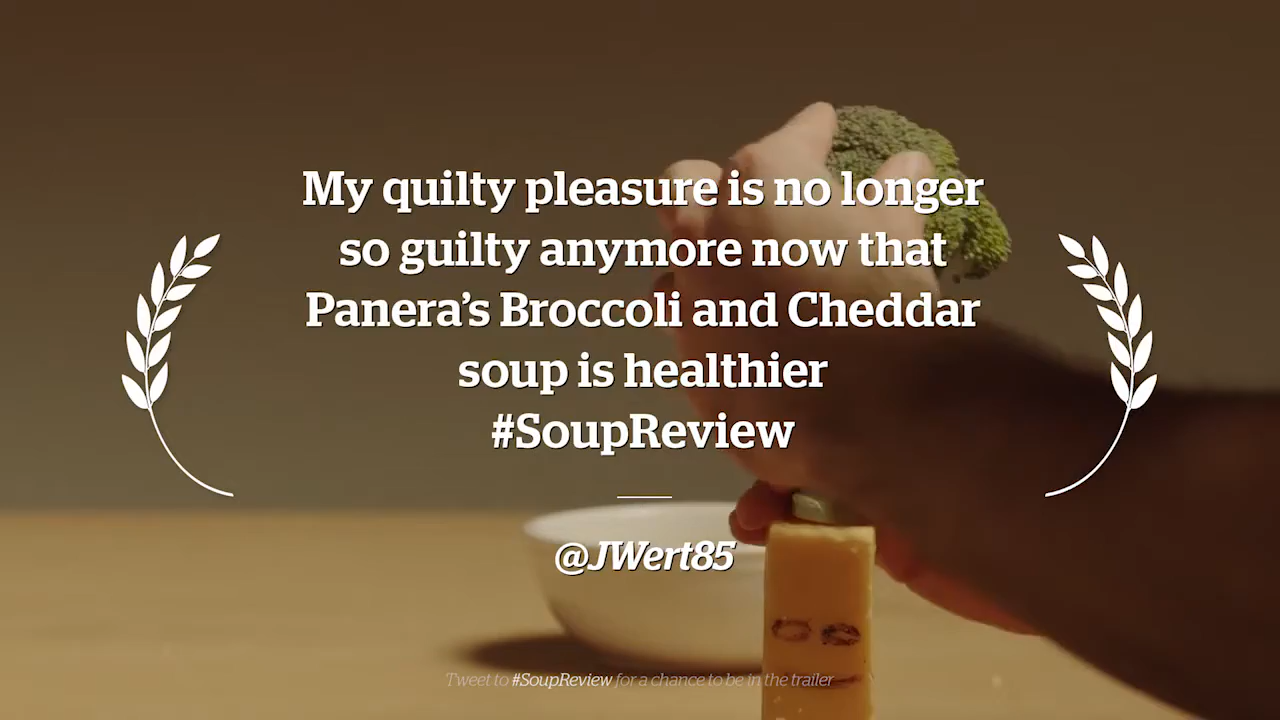 My quilty pleasure is no longer
so guilty anymore now that
Panera’s Broccoli and Cheddar
soup is healthier
#SoupReview
@JWert85
Tweet to #SoupReview for a chance to be in the trailer